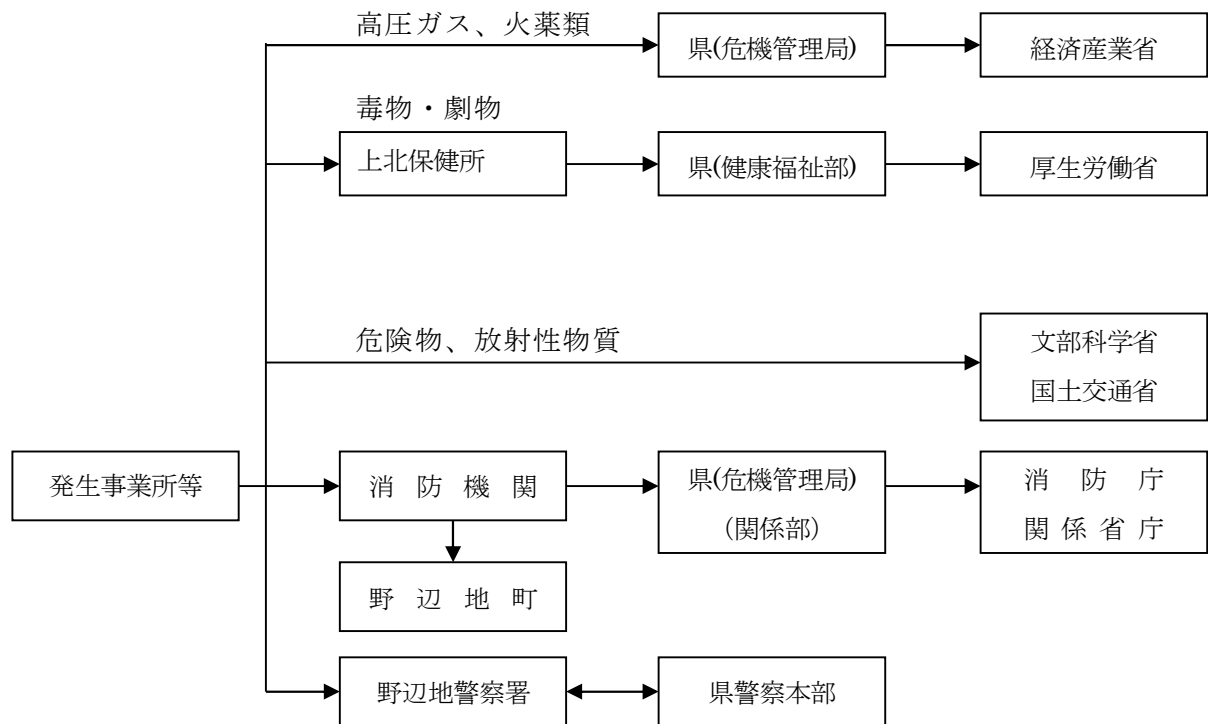 高圧ガス、火薬類
県(危機管理局)
経済産業省
毒物・劇物
上北保健所
県(健康福祉部)
厚生労働省
危険物、放射性物質
文部科学省
国土交通省
発生事業所等
消防機関
県(危機管理局)
（関係部）
消防庁
関係省庁
野辺地町
野辺地警察署
県警察本部